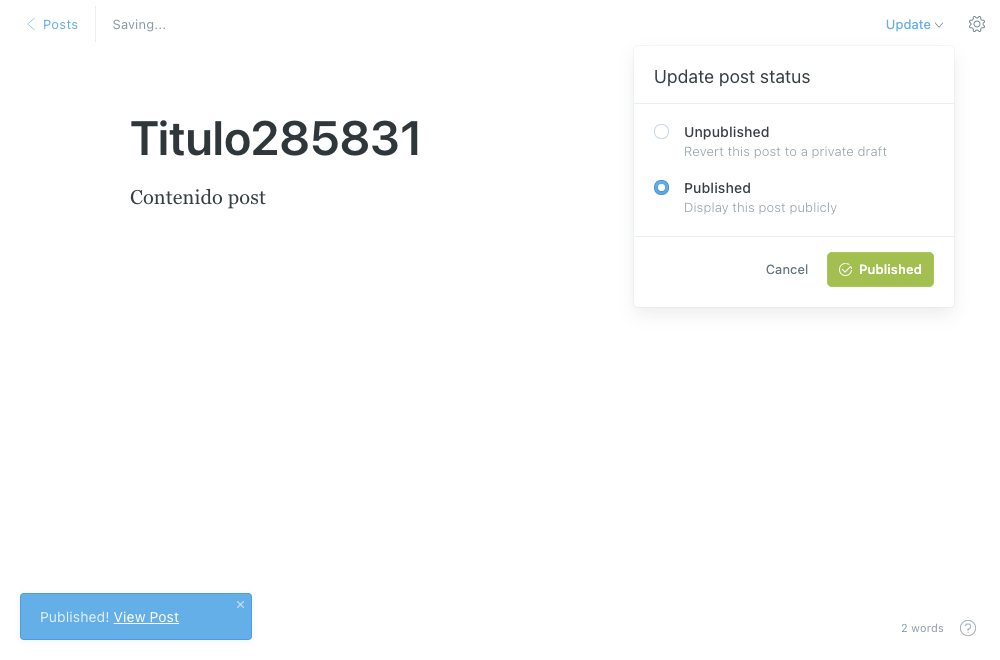 Posts
Saving...
Update
Update post status
Titulo285831
Unpublished
Revert this post to a private draft
Published
Display this post publicly
Contenido post
Cancel
Published
Published! View Post
2 words